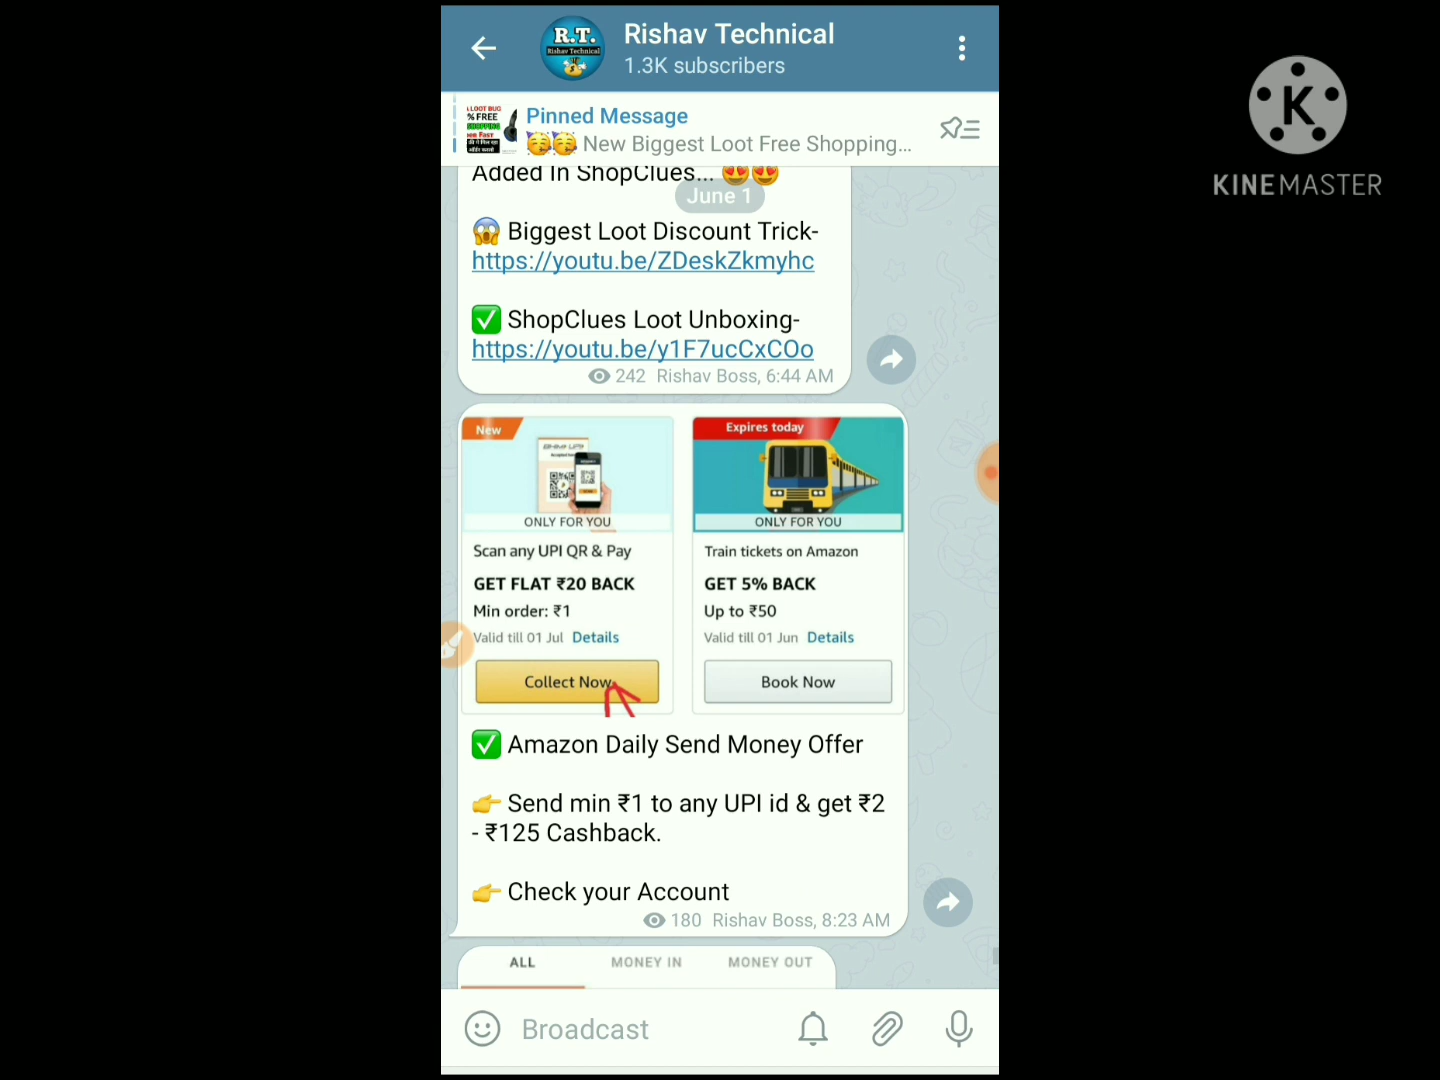 R.T.
Rishav Technical
Rishav Technical
1.3K subscribers
K
KINEMASTER
LOOT BUG
% FREE
SHOPPING
Pinned Message
🥳🥳 New Biggest Loot Free Shopping...
Added In ShopClues... 😍😍
June 1
😱 Biggest Loot Discount Trick-
https://youtu.be/ZDeskZkmyhc
✅ ShopClues Loot Unboxing-
https://youtu.be/y1F7ucCxCOo
242 Rishav Boss, 6:44 AM
New
ONLY FOR YOU
Scan any UPI QR & Pay
GET FLAT ₹20 BACK
Min order: ₹1
Valid till 01 Jul Details
Collect Now
Expires today
ONLY FOR YOU
Train tickets on Amazon
GET 5% BACK
Up to ₹50
Valid till 01 Jun Details
Book Now
✅ Amazon Daily Send Money Offer
👉 Send min ₹1 to any UPI id & get ₹2
- ₹125 Cashback.
👉 Check your Account
180 Rishav Boss, 8:23 AM
ALL MONEY IN MONEY OUT
Broadcast